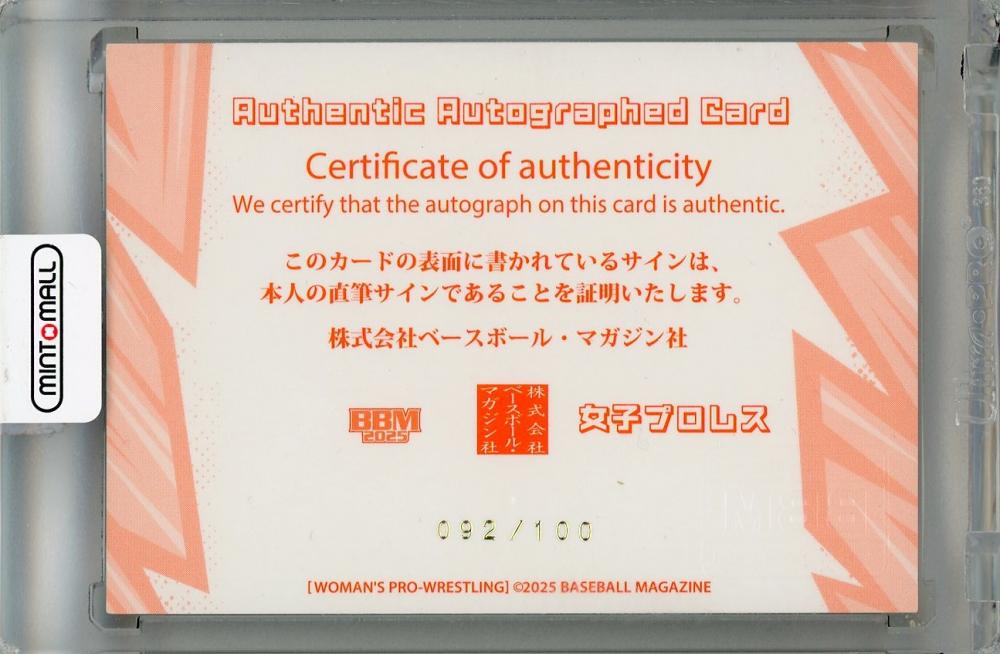 Authentic Autographed Card
Certificate of authenticity
We certify that the autograph on this card is authentic.
このカードの表面に書かれているサインは、
本人の直筆サインであることを証明いたします。
株式会社ベースボール・マガジン社
BBM
2025
株式会社
ベースボール・
マガジン社
女子プロレス
092/100
[WOMAN'S PRO-WRESTLING] ©2025 BASEBALL MAGAZINE
MINT MALL